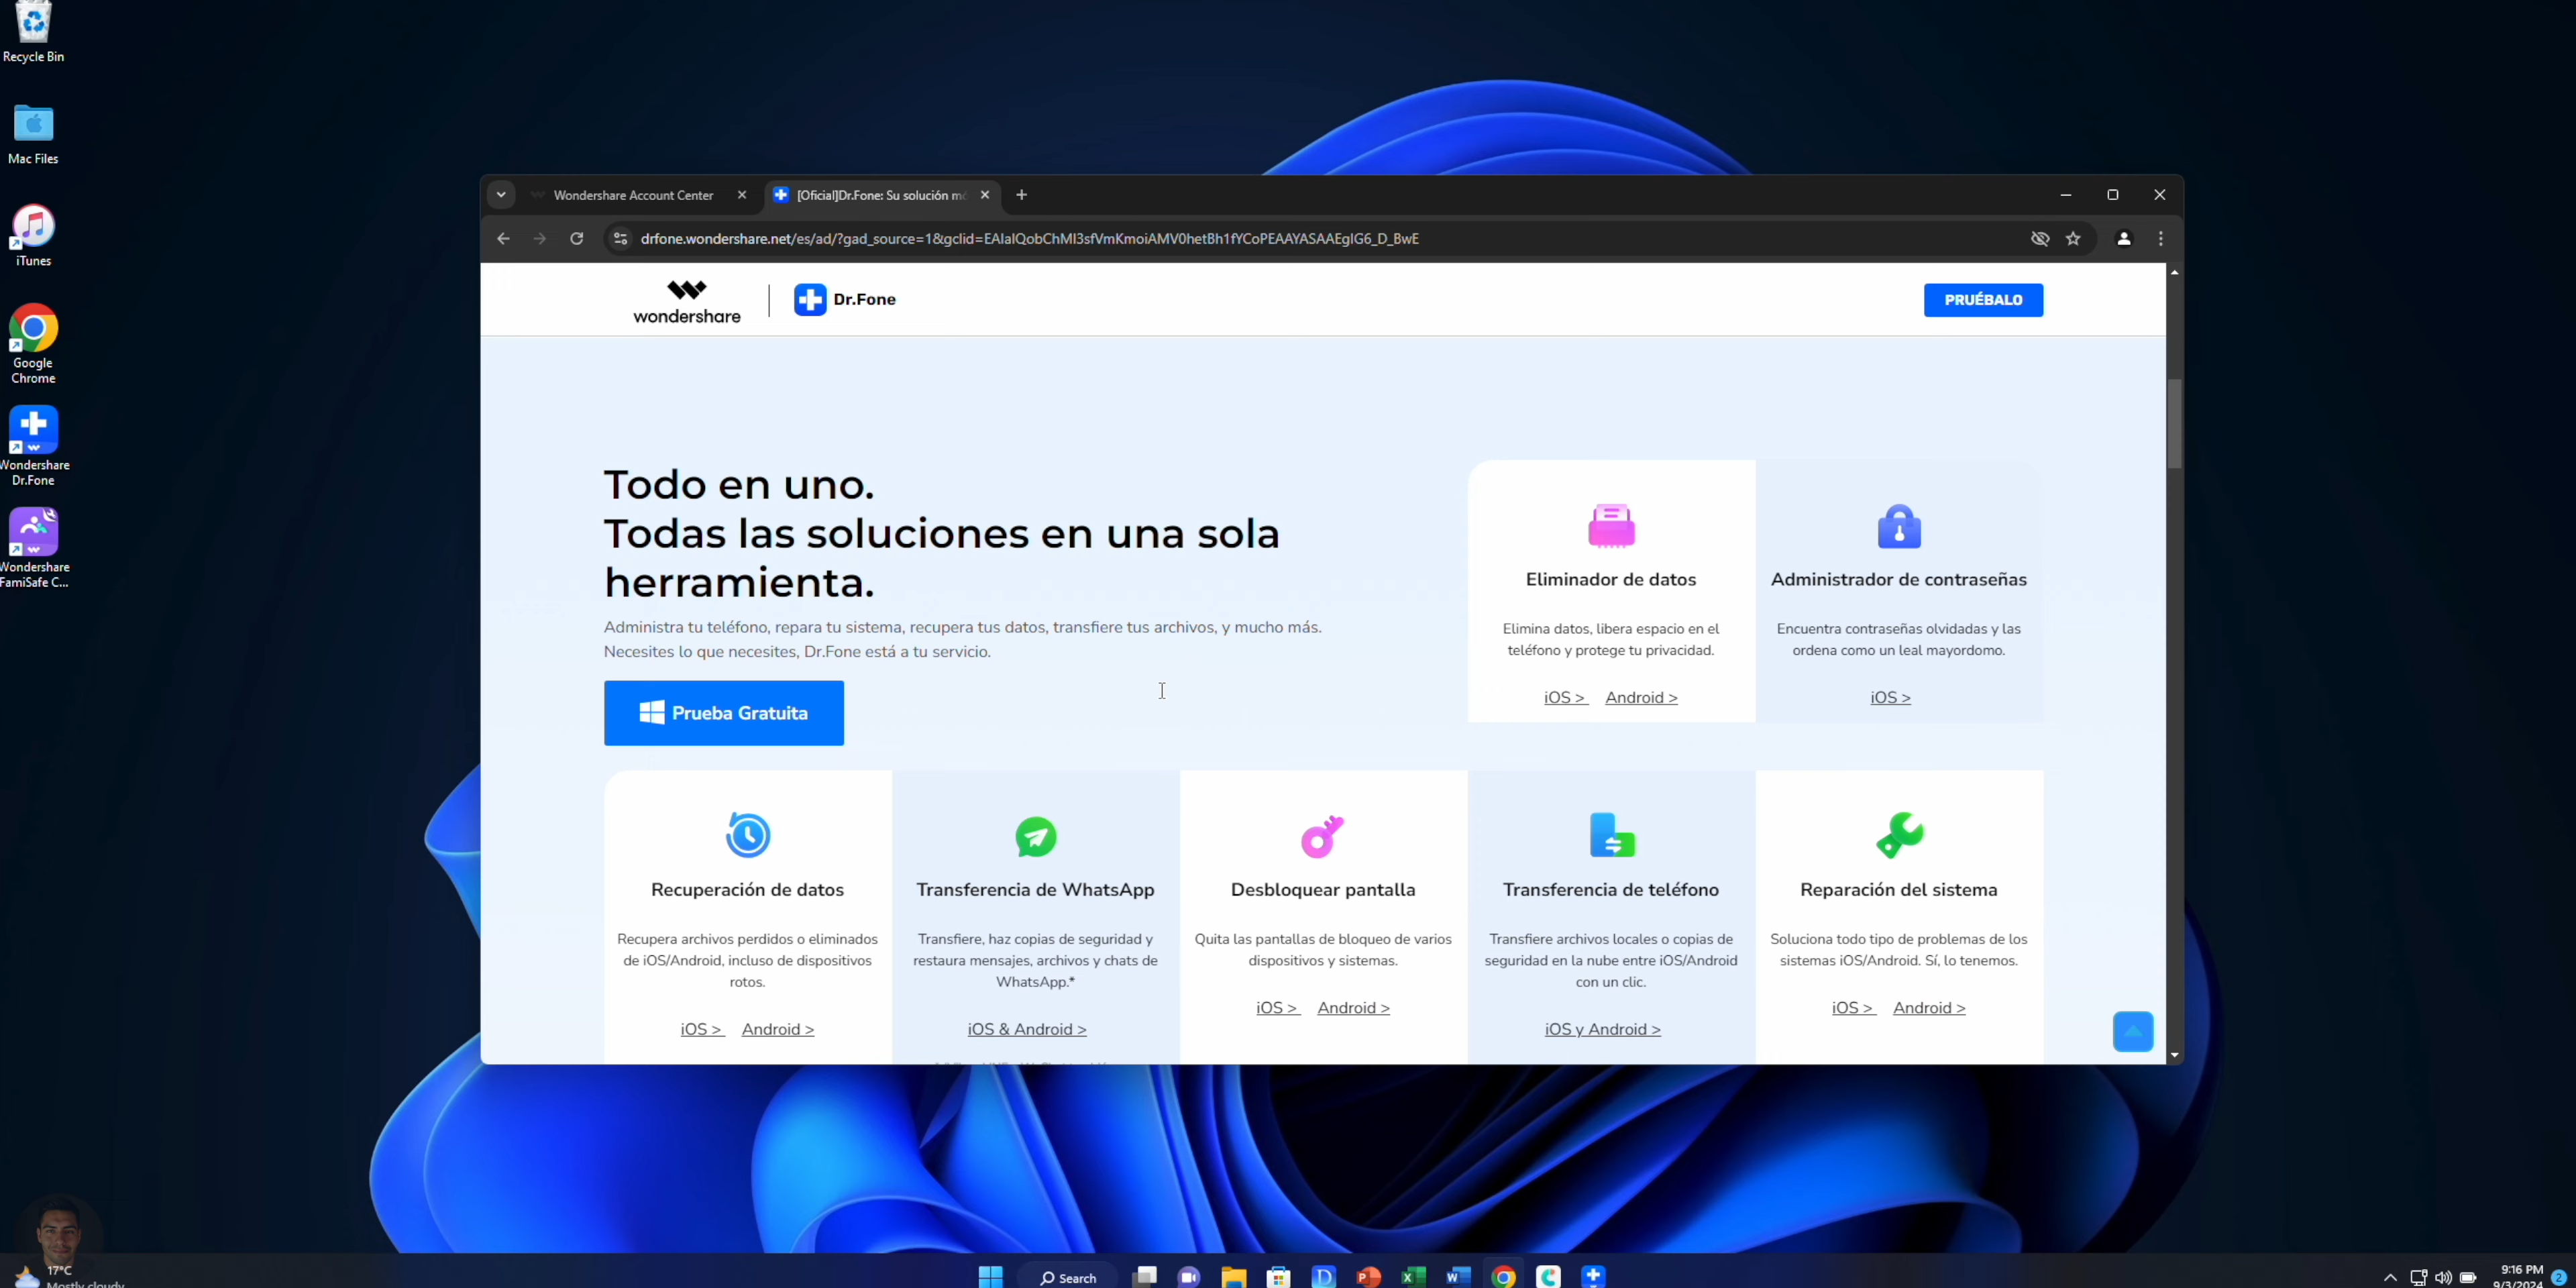 Recycle Bin
Mac Files
iTunes
Google
Chrome
Wondershare
Dr.Fone
Wondershare
FamiSafe C...
Wondershare Account Center
[Oficial]Dr.Fone: Su solución mó
drfone.wondershare.net/es/ad/?gad_source=1&gclid=EAIaIQobChMI3sfVmKmoiAMV0hetBh1fYCoPEAAYASAAEgIG6_D_BwE
wondershare
Dr.Fone
PRUÉBALO
Todo en uno.
Todas las soluciones en una sola
herramienta.
Administra tu teléfono, repara tu sistema, recupera tus datos, transfiere tus archivos, y mucho más.
Necesites lo que necesites, Dr.Fone está a tu servicio.
Prueba Gratuita
Eliminador de datos
Elimina datos, libera espacio en el
teléfono y protege tu privacidad.
iOS > Android >
Administrador de contraseñas
Encuentra contraseñas olvidadas y las
ordena como un leal mayordomo.
iOS >
Recuperación de datos
Recupera archivos perdidos o eliminados
de iOS/Android, incluso de dispositivos
rotos.
iOS > Android >
Transferencia de WhatsApp
Transfiere, haz copias de seguridad y
restaura mensajes, archivos y chats de
WhatsApp.*
iOS & Android >
Desbloquear pantalla
Quita las pantallas de bloqueo de varios
dispositivos y sistemas.
iOS > Android >
Transferencia de teléfono
Transfiere archivos locales o copias de
seguridad en la nube entre iOS/Android
con un clic.
iOS y Android >
Reparación del sistema
Soluciona todo tipo de problemas de los
sistemas iOS/Android. Sí, lo tenemos.
iOS > Android >
17°C
Mostly cloudy
Search
9:16 PM
9/3/2024
2